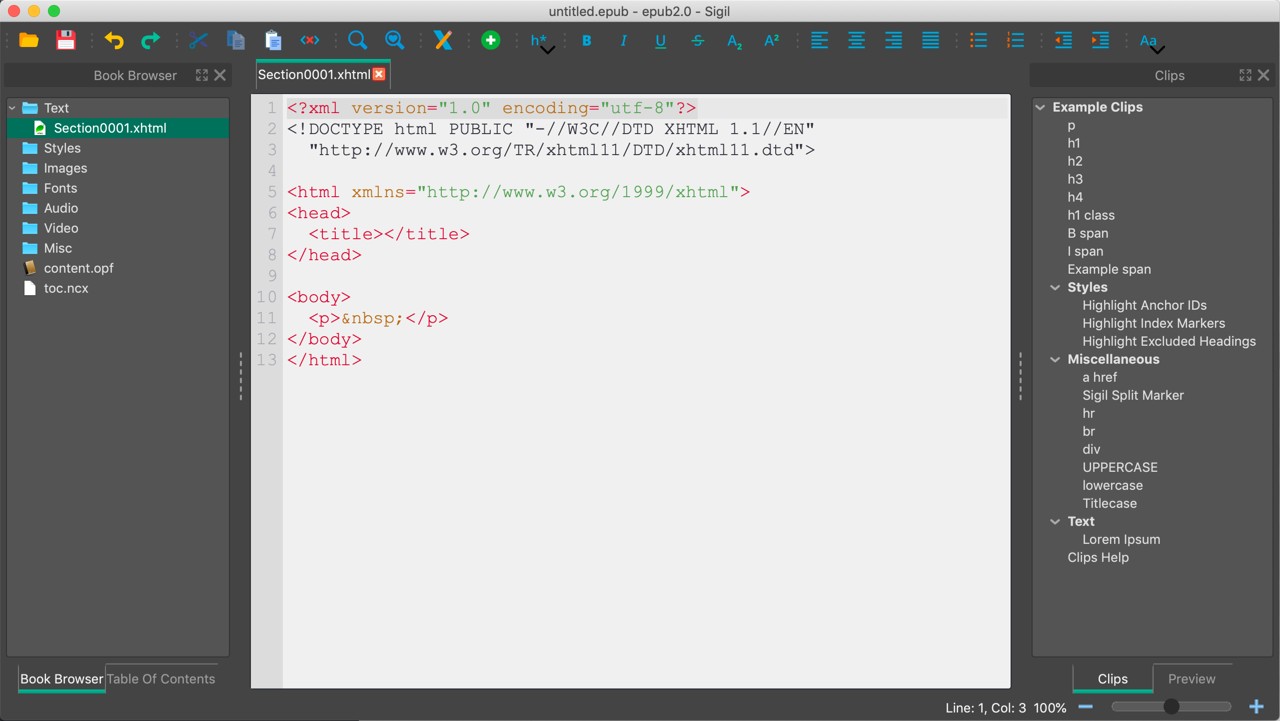 untitled.epub - epub2.0 - Sigil
h* B I U S A2 A2 Aa
Book Browser
Section0001.xhtml
Clips
Text
Section0001.xhtml
Styles
Images
Fonts
Audio
Video
Misc
content.opf
toc.ncx
1 <?xml version="1.0" encoding="utf-8"?>
2 <!DOCTYPE html PUBLIC "-//W3C//DTD XHTML 1.1//EN"
3 "http://www.w3.org/TR/xhtml11/DTD/xhtml11.dtd">
4
5 <html xmlns="http://www.w3.org/1999/xhtml">
6 <head>
7 <title></title>
8 </head>
9
10 <body>
11 <p>&nbsp;</p>
12 </body>
13 </html>
Example Clips
p
h1
h2
h3
h4
h1 class
B span
I span
Example span
Styles
Highlight Anchor IDs
Highlight Index Markers
Highlight Excluded Headings
Miscellaneous
a href
Sigil Split Marker
hr
br
div
UPPERCASE
lowercase
Titlecase
Text
Lorem Ipsum
Clips Help
Book Browser
Table Of Contents
Clips
Preview
Line: 1, Col: 3 100%